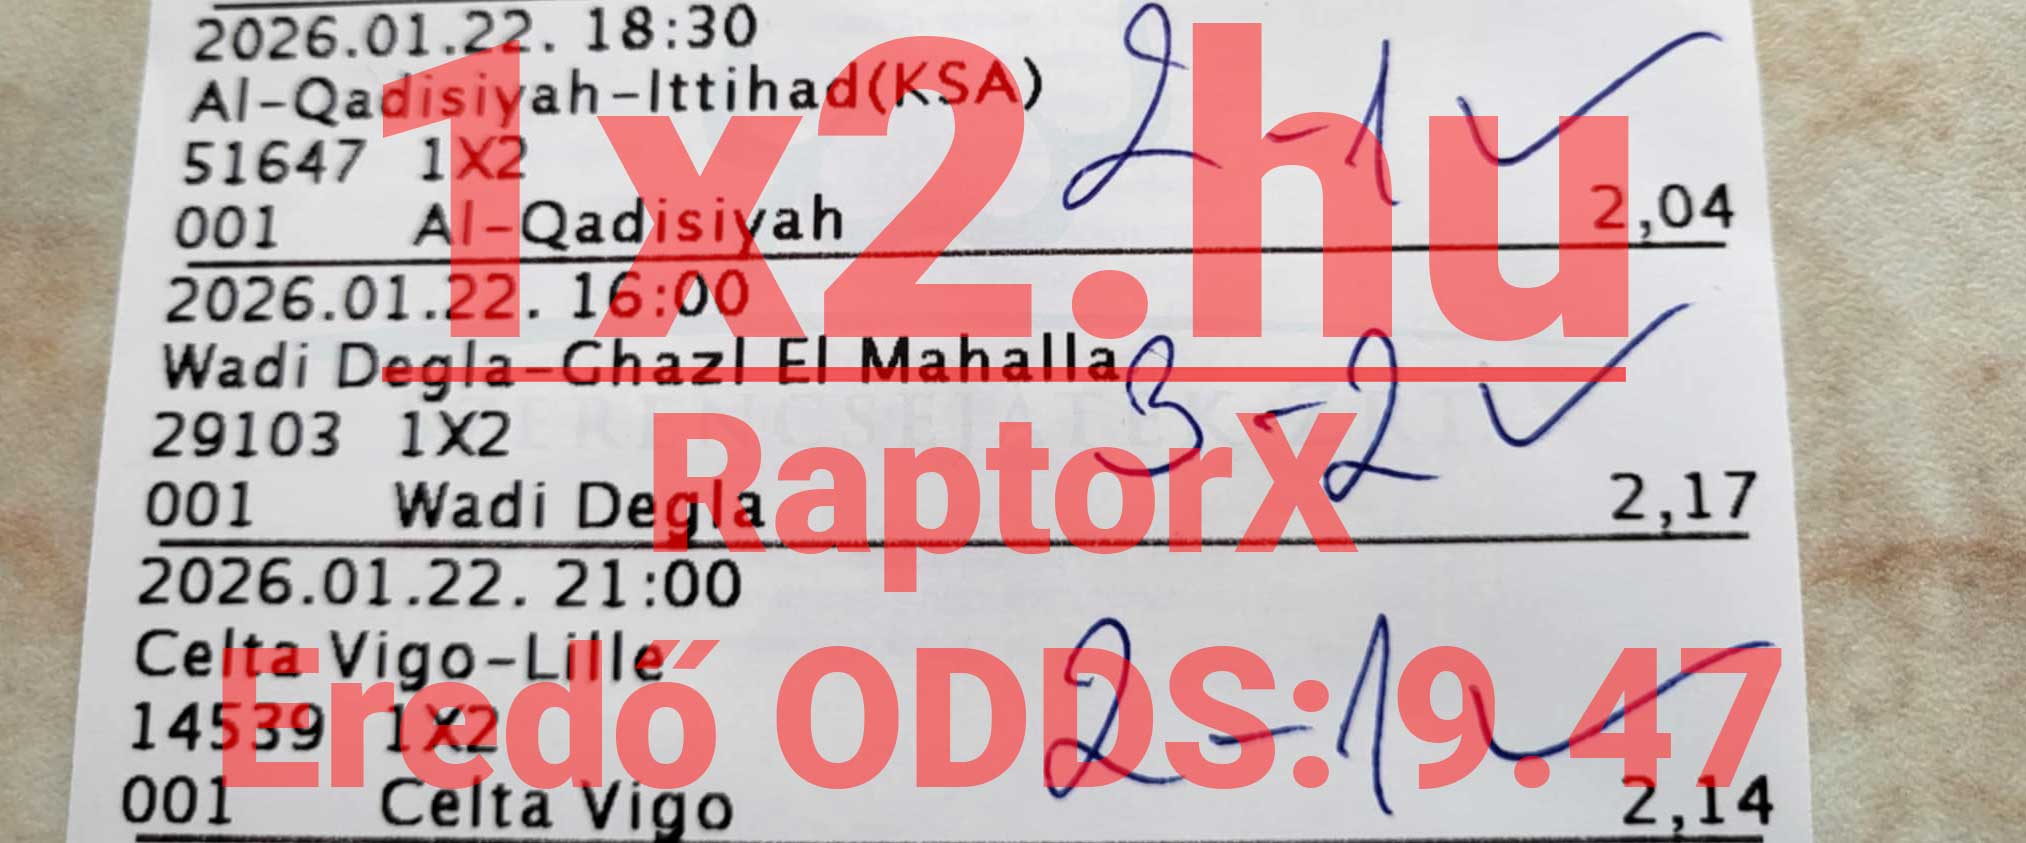 2026.01.22. 18:30
Al-Qadisiyah-Ittihad(KSA)
2-1 ✓
51647 1X2
001 Al-Qadisiyah 2,04
1x2.hu
2026.01.22. 16:00
Wadi Degla-Ghazl El Mahalla
3-2 ✓
SZERENCSEJÁTÉK ZRT.
29103 1X2
RaptorX
001 Wadi Degla 2,17
2026.01.22. 21:00
Celta Vigo-Lille
2-1 ✓
Eredő ODDS: 9.47
14539 1X2
001 Celta Vigo 2,14